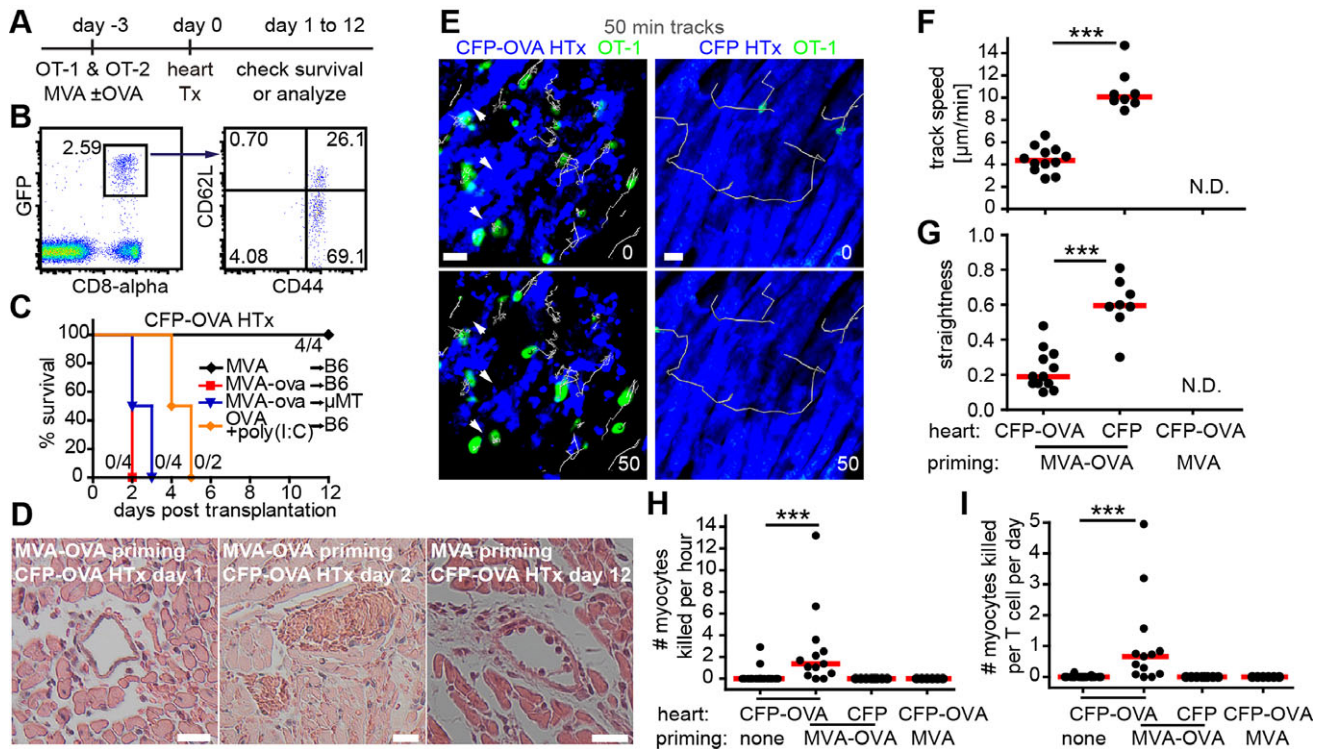 A
day -3
day 0
day 1 to 12
OT-1 & OT-2
MVA ±OVA
heart
Tx
check survival
or analyze
B
2.59
GFP
CD8-alpha
0.70
26.1
CD62L
4.08
69.1
CD44
C
CFP-OVA HTx
100
80
60
40
20
0
% survival
4/4
MVA →B6
MVA-ova →B6
MVA-ova →µMT
OVA
+poly(I:C) →B6
0/4
0/4
0/2
0 2 4 6 8 10 12
days post transplantation
D
MVA-OVA priming
CFP-OVA HTx day 1
MVA-OVA priming
CFP-OVA HTx day 2
MVA priming
CFP-OVA HTx day 12
E
50 min tracks
CFP-OVA HTx OT-1
CFP HTx OT-1
0
0
50
50
F
***
track speed
[µm/min]
14
12
10
8
6
4
2
0
N.D.
G
***
straightness
1.0
0.8
0.6
0.4
0.2
0.0
N.D.
heart: CFP-OVA CFP CFP-OVA
priming: MVA-OVA MVA
H
***
# myocytes
killed per hour
14
12
10
8
6
4
2
0
heart: CFP-OVA CFP CFP-OVA
priming: none MVA-OVA MVA
I
***
# myocytes killed
per T cell per day
5
4
3
2
1
0
CFP-OVA CFP CFP-OVA
none MVA-OVA MVA